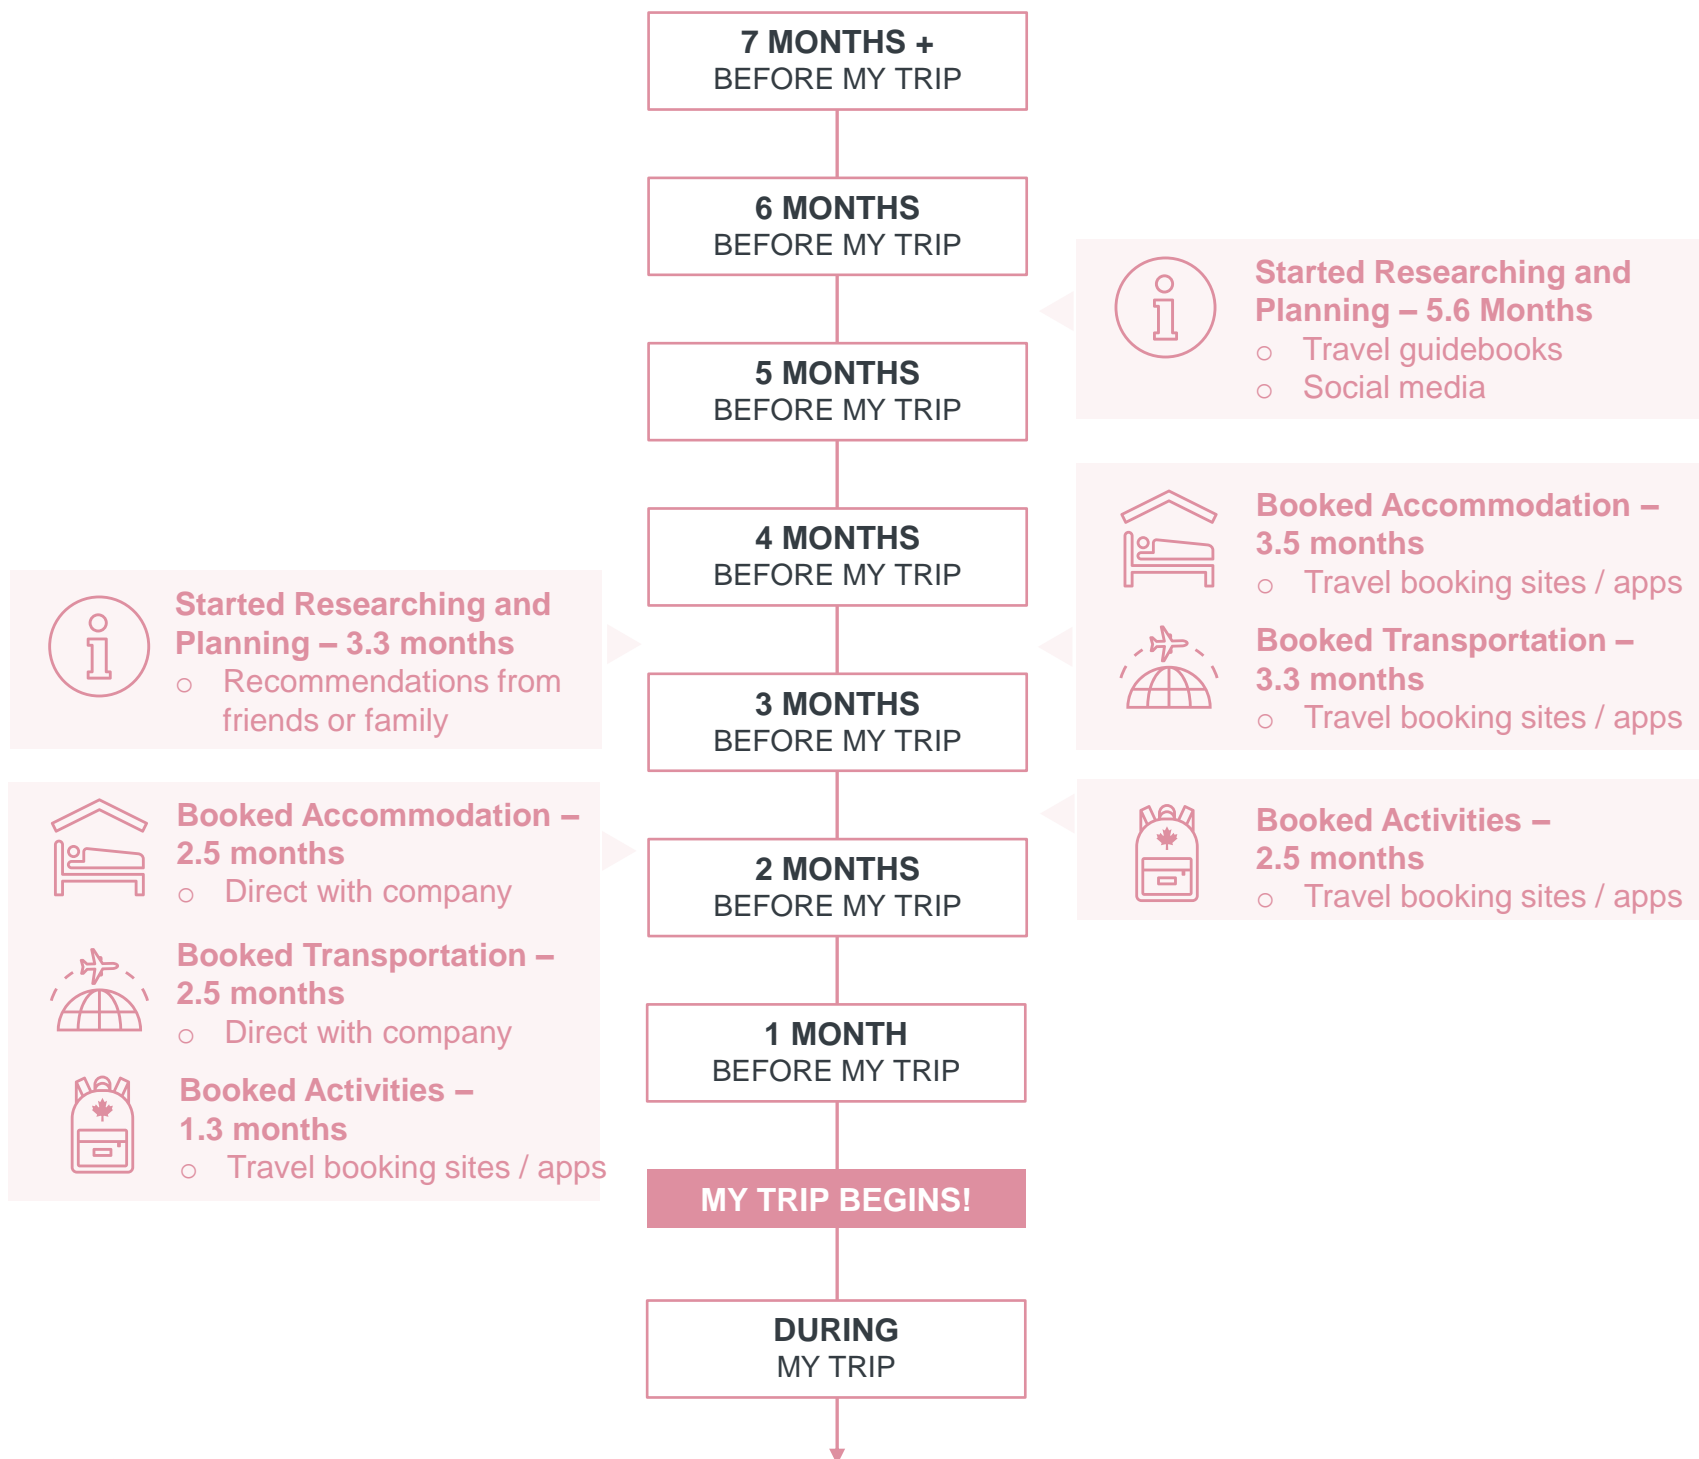 7 MONTHS +
BEFORE MY TRIP
6 MONTHS
BEFORE MY TRIP
Started Researching and
Planning – 5.6 Months
○ Travel guidebooks
○ Social media
5 MONTHS
BEFORE MY TRIP
4 MONTHS
BEFORE MY TRIP
Booked Accommodation –
3.5 months
○ Travel booking sites / apps
Booked Transportation –
3.3 months
○ Travel booking sites / apps
Started Researching and
Planning – 3.3 months
○ Recommendations from
friends or family
3 MONTHS
BEFORE MY TRIP
Booked Accommodation –
2.5 months
○ Direct with company
Booked Transportation –
2.5 months
○ Direct with company
Booked Activities –
1.3 months
○ Travel booking sites / apps
Booked Activities –
2.5 months
○ Travel booking sites / apps
2 MONTHS
BEFORE MY TRIP
1 MONTH
BEFORE MY TRIP
MY TRIP BEGINS!
DURING
MY TRIP